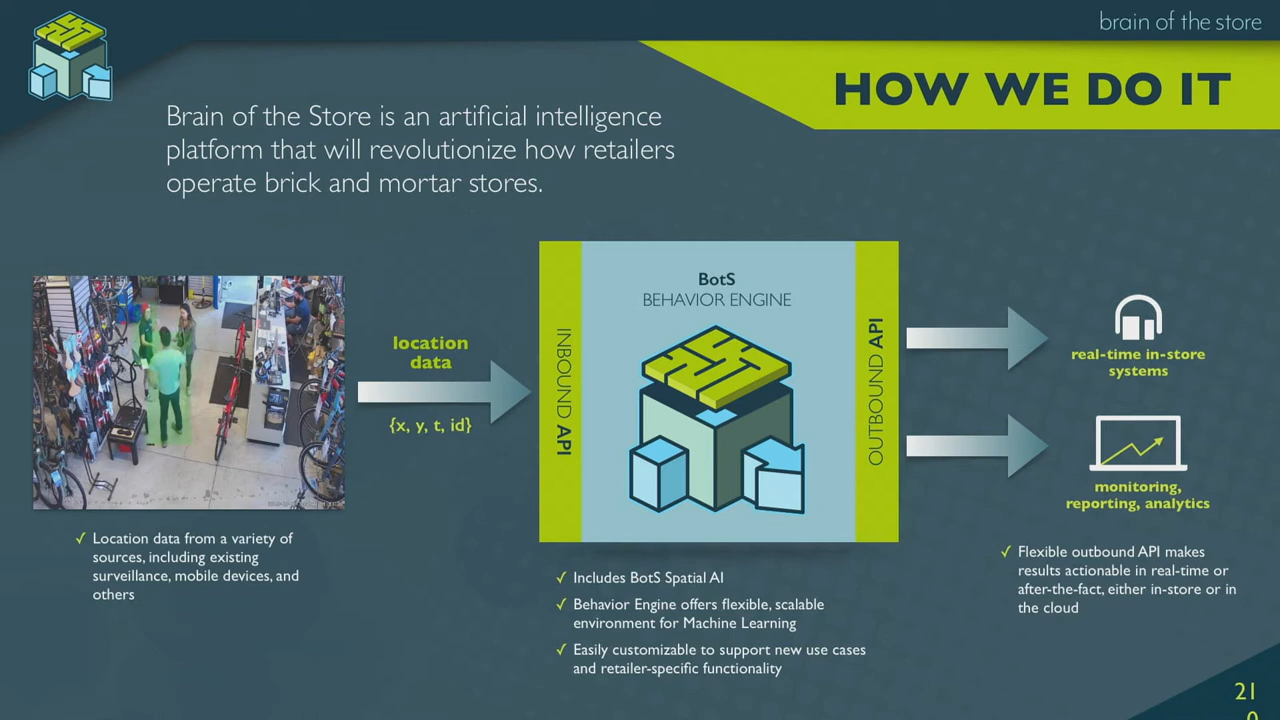 brain of the store
HOW WE DO IT
Brain of the Store is an artificial intelligence
platform that will revolutionize how retailers
operate brick and mortar stores.
location
data
{x, y, t, id}
INBOUND API
BotS
BEHAVIOR ENGINE
OUTBOUND API
real-time in-store
systems
monitoring,
reporting, analytics
✓ Location data from a variety of
sources, including existing
surveillance, mobile devices, and
others
✓ Includes BotS Spatial AI
✓ Behavior Engine offers flexible, scalable
environment for Machine Learning
✓ Easily customizable to support new use cases
and retailer-specific functionality
✓ Flexible outbound API makes
results actionable in real-time or
after-the-fact, either in-store or in
the cloud
21